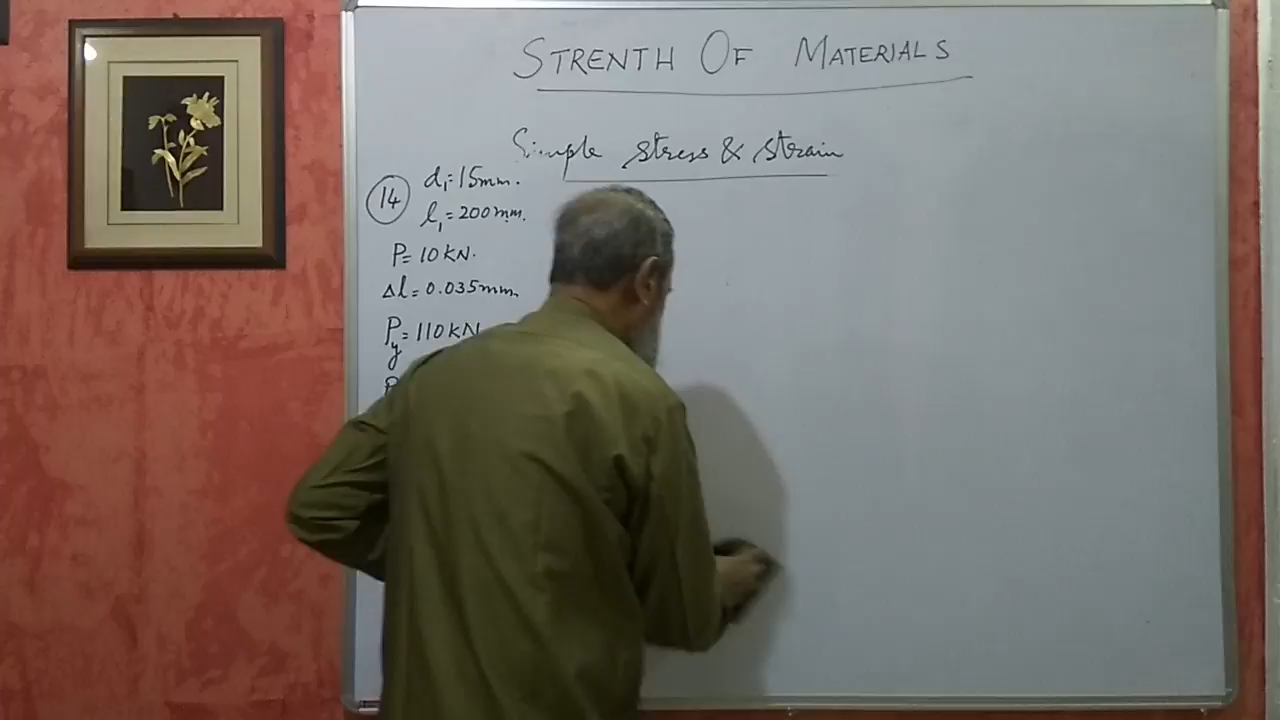 STRENTH OF MATERIALS
Simple stress & strain
14 d₁=15mm.
l₁=200mm.
P=10KN.
Δl=0.035mm
Py=110KN